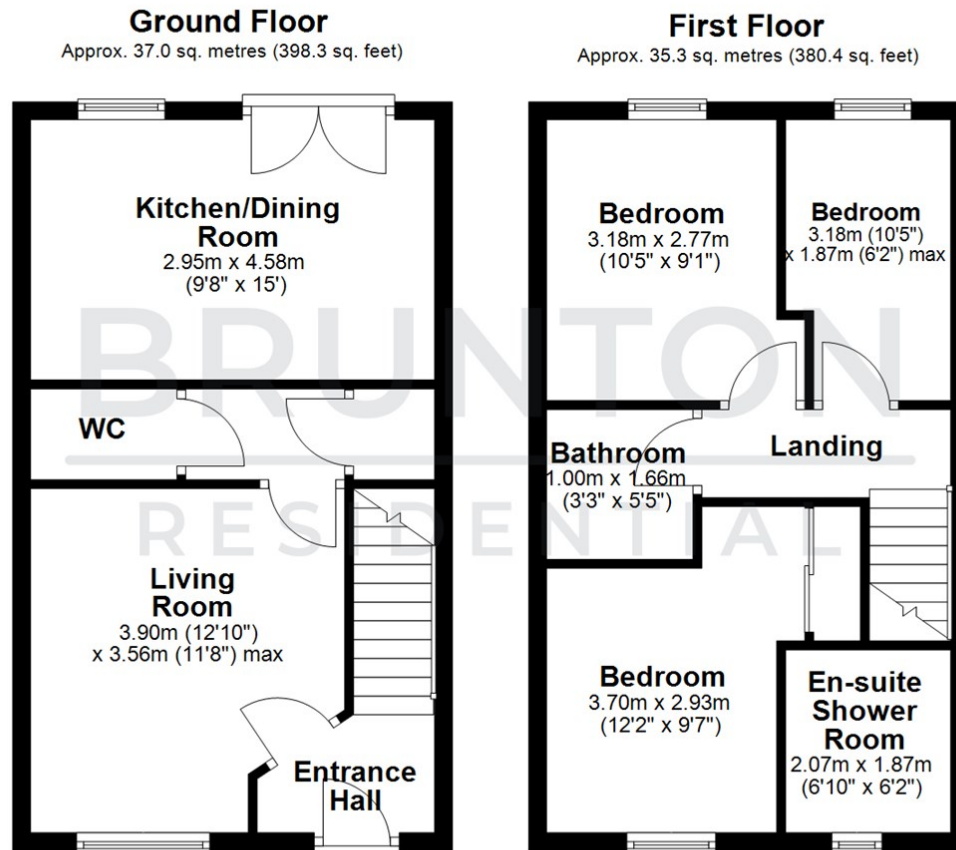 Ground Floor
Approx. 37.0 sq. metres (398.3 sq. feet)
Kitchen/Dining
Room
2.95m x 4.58m
(9'8" x 15')
WC
Living
Room
3.90m (12'10")
x 3.56m (11'8") max
Entrance
Hall
First Floor
Approx. 35.3 sq. metres (380.4 sq. feet)
Bedroom
3.18m x 2.77m
(10'5" x 9'1")
Bedroom
3.18m (10'5")
x 1.87m (6'2") max
Landing
Bathroom
1.00m x 1.66m
(3'3" x 5'5")
Bedroom
3.70m x 2.93m
(12'2" x 9'7")
En-suite
Shower
Room
2.07m x 1.87m
(6'10" x 6'2")
BRUNTON
RESIDENTIAL